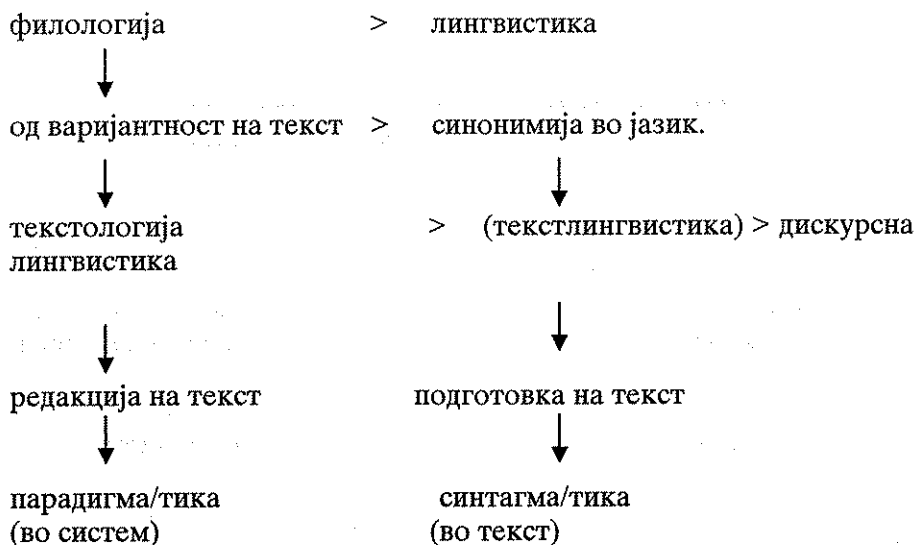 филологија > лингвистика
од варијантност на текст > синонимија во јазик.
текстологија > (текстлингвистика) > дискурсна
лингвистика
редакција на текст подготовка на текст
парадигма/тика синтагма/тика
(во систем) (во текст)